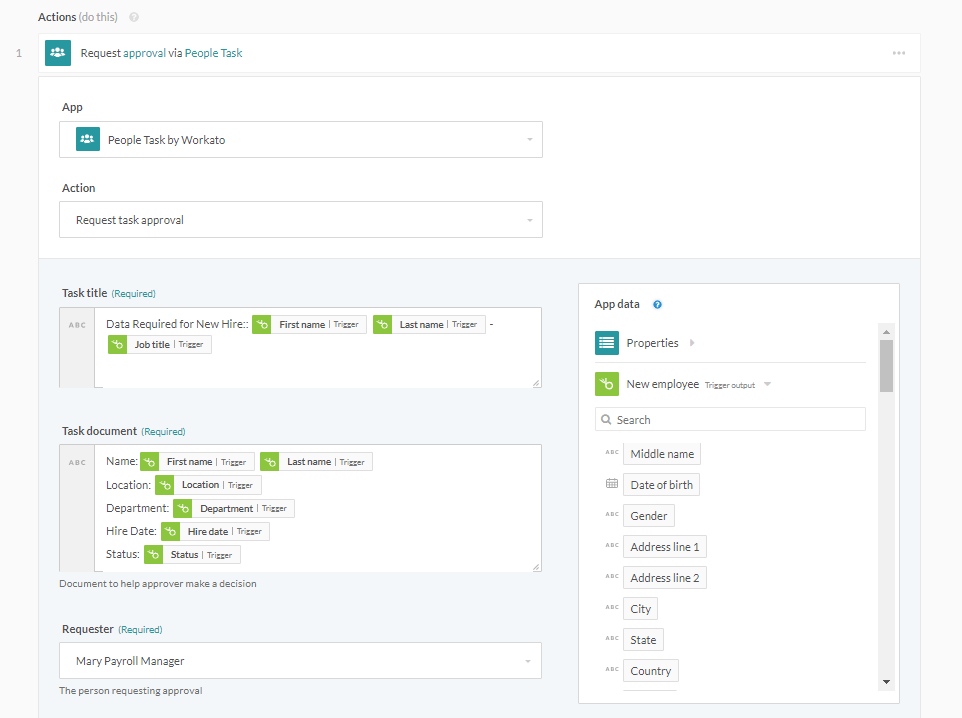 Actions (do this) ?
1 Request approval via People Task
App
People Task by Workato
Action
Request task approval
Task title (Required)
ABC Data Required for New Hire:: First name | Trigger Last name | Trigger -
Job title | Trigger
Task document (Required)
ABC Name: First name | Trigger Last name | Trigger
Location: Location | Trigger
Department: Department | Trigger
Hire Date: Hire date | Trigger
Status: Status | Trigger
Document to help approver make a decision
Requester (Required)
Mary Payroll Manager
The person requesting approval
App data ?
Properties
New employee Trigger output
Search
ABC Middle name
Date of birth
ABC Gender
ABC Address line 1
ABC Address line 2
ABC City
ABC State
ABC Country